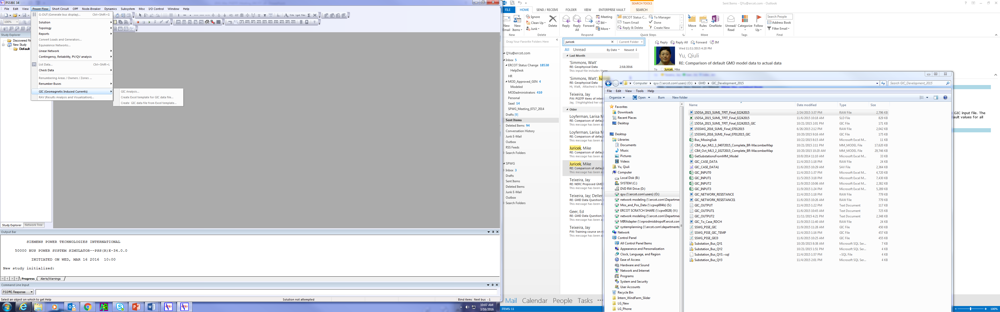 PSS®E 34
File Edit View Power Flow Short Circuit OPF Node-Breaker Dynamics Subsystem Misc I/O Control Window Help
G-OUT (Generate bus display)... Ctrl+Shift+G
Solution
Topology
Reports
Convert Loads and Generators...
Equivalence Networks...
Linear Network
Contingency, Reliability, PV/QV analysis
List Data... Ctrl+Shift+L
Check Data
Renumbering Areas / Owners / Zones ...
Renumber Buses
GIC (Geomagnetic Induced Currents)
RAV (Results Analysis and Visualization)...
GIC Analysis...
Create Excel template for GIC data file...
Create GIC data file from Excel template...
100%
Title Lgnd Files
Study Explorer
Discovered Fil
New Study
Default
Study Explorer Network Tree
Output Bar
SIEMENS POWER TECHNOLOGIES INTERNATIONAL
50000 BUS POWER SYSTEM SIMULATOR--PSS(R)E-34.0.0
INITIATED ON WED, MAR 16 2016 10:00
New study initialized:
Progress Alerts/Warnings
Command Line Input
PSS®E Response
Select an object on which to get Help Solution not attempted Bind items Next bus - 1
10:07 AM
3/16/2016
SEARCH TOOLS
Sent Items - QYu@ercot.com - Outlook
FILE HOME SEND / RECEIVE FOLDER VIEW ENTERPRISE VAULT SEARCH
New Email
New Items
New
Ignore
Clean Up
Junk
Delete
Delete
Reply
Reply All
Forward
Meeting
IM
More
Respond
ERCOT Status C...
Team Email
Reply & Delete
To Manager
Done
Create New
Quick Steps
Move
Rules
OneNote
Move
Unread/ Read
Categorize
Follow Up
Tags
Search People
Address Book
Filter Email
Find
Drag Your Favorite Folders Here
QYu@ercot.com
Inbox 5
ERCOT Status Change 18530
HelpDesk
HR
MOD_Approved_GEN 4
Modeled
MODadministrators 410
Personal
Saad 14
SPWG_Meeting_0717_2014
Drafts [9]
Sent Items
Deleted Items 94
Conversation History
Junk E-Mail
Outbox
RSS Feeds
Search Folders
SPWG
Inbox 3
Drafts
Sent Items
Deleted Items
Junk E-Mail
Outbox
Search Folders
Mail Calendar People Tasks
ITEMS: 11
juricek Current Folder
All Unread By Date Newest
Last Month
'Simmons, Walt'
RE: Geophysical Data 2/18/2016
This input file includes three
'Simmons, Walt'; Ju
RE: Geophysical Data
Hi, Walt, Attached is th
Teixeira, Jay
FW: PGDTF items of inter
Jay, I highlighted her co
Older
Loyferman, Larisa M
RE: Comparison of defau
This message has been a
Loyferman, Larisa M
RE: Comparison of defau
This message has been a
Juricek, Mike
RE: Comparison of defau
This message has been a
Juricek, Mike
RE: Comparison of defau
This message has been a
Teixeira, Jay
RE: NERC Proposed GMD
This message has been a
Teixeira, Jay; Deller
RE: GMD Data Question
This message has been a
Geer, Ed
RE: GMD Data Question
This message has been a
Teixeira, Jay
FW: Training course on
This message has been a
Reply Reply All Forward IM
Wed 11/11/2015 4:20 PM
Yu, Qiuli
RE: Comparison of default GMD model data to actual data
To Juricek, Mike
GIC input file. The
ault values for all
100%
Computer qyu (\\ercot.com\users) (O:) GMD GIC_Development_2015
Search GIC_Development_2015
File Edit View Tools Help
Organize Open Burn New folder
Favorites
Downloads
Recent Places
Desktop
Desktop
Libraries
Documents
Music
Pictures
Videos
Yu, Qiuli
Computer
Local Disk (B:)
SYSTEM (C:)
DVD RW Drive (D:)
qyu (\\ercot.com\users) (O:)
network modeling (\\ercot.com\Departme
Mos_and_Pos_Data (\\cpwp004b) (S:)
ERCOT SCRATCH SHARE (\\cpw0028) (V:)
network modeling (\\ercot.com\Departme
MIRAdapter (\\nprodmiddropoff.ercot.com
systemplanning (\\ercot.com\departments
Network
Control Panel
All Control Panel Items
Appearance and Personalization
Clock, Language, and Region
Ease of Access
Hardware and Sound
Network and Internet
Programs
System and Security
User Accounts
Recycle Bin
Intern_WindFarm_Slider
LG_New
LG_Phone
Name Date modified Type Size
15DSA_2015_SUM1_TPIT_Final_02242015 2/24/2015 3:37 PM RAW File 2,796 KB
15DSA_2015_SUM1_TPIT_Final_02242015 11/6/2015 10:18 AM SLD File 829 KB
15DSA_2015_SUM1_TPIT_Final_02242015_GIC 10/21/2015 2:01 PM GIC File 171 KB
15SSWG_2016_SUM1_Final_07012015 6/26/2015 2:12 PM RAW File 2,042 KB
15SSWG_2016_SUM1_Final_07012015_GIC 10/20/2015 9:16 AM GIC File 175 KB
Bus_MissingSub 10/22/2015 8:15 AM Microsoft Excel M... 11 KB
CIM_Apr_ML1_1_04072015_Complete_BR-MacomberMap 10/21/2015 2:11 PM MM_MODEL File 17,620 KB
CIM_Oct_ML3_2_10272015_Complete_BR-MacomberMap 10/20/2015 10:20 AM MM_MODEL File 29,746 KB
GetSubstationsFromMM_Model 10/8/2014 11:10 AM Microsoft Excel M... 33 KB
GIC_CASE_DATA 11/4/2015 1:18 PM RAW File 24 KB
GIC_CASE_DATA1 11/6/2015 10:29 AM SAV File 2,364 KB
GIC_INPUT0 11/4/2015 1:37 PM Microsoft Excel M... 4,720 KB
GIC_INPUT1 11/5/2015 3:18 PM Microsoft Excel M... 7,430 KB
GIC_INPUT2 11/9/2015 10:06 AM Microsoft Excel M... 2,382 KB
GIC_INPUT3 11/9/2015 1:24 PM Microsoft Excel M... 5,289 KB
GIC_NETWORK_RESISTANCE 11/4/2015 1:18 PM RAW File 779 KB
GIC_NETWORK_RESISTANCE1 11/6/2015 10:26 AM RAW File 779 KB
GIC_OUTPUT 11/4/2015 1:22 PM Text Document 117 KB
GIC_OUTPUT1 11/6/2015 10:45 AM Text Document 725 KB
GIC_OUTPUT2 11/11/2015 4:21 PM Text Document 2,348 KB
GIC_To_Case_RDCH 11/9/2015 11:40 AM RAW File 24 KB
SSWG_PSSE_GIC 11/9/2015 11:28 AM GIC File 450 KB
SSWG_PSSE_GIC_TEMP 11/4/2015 1:16 PM GIC File 457 KB
SSWG_PSSE_GIC0 11/6/2015 10:25 AM GIC File 455 KB
Substation_Bus_QY1 10/20/2015 8:38 AM Microsoft SQL Ser... 7 KB
Substation_Bus_QY2 10/21/2015 1:51 PM Microsoft SQL Ser... 4 KB
Substation_Bus_QY3.~sql 11/4/2015 1:57 PM ~SQL File 4 KB
Substation_Bus_QY3 11/4/2015 2:01 PM Microsoft SQL Ser... 4 KB